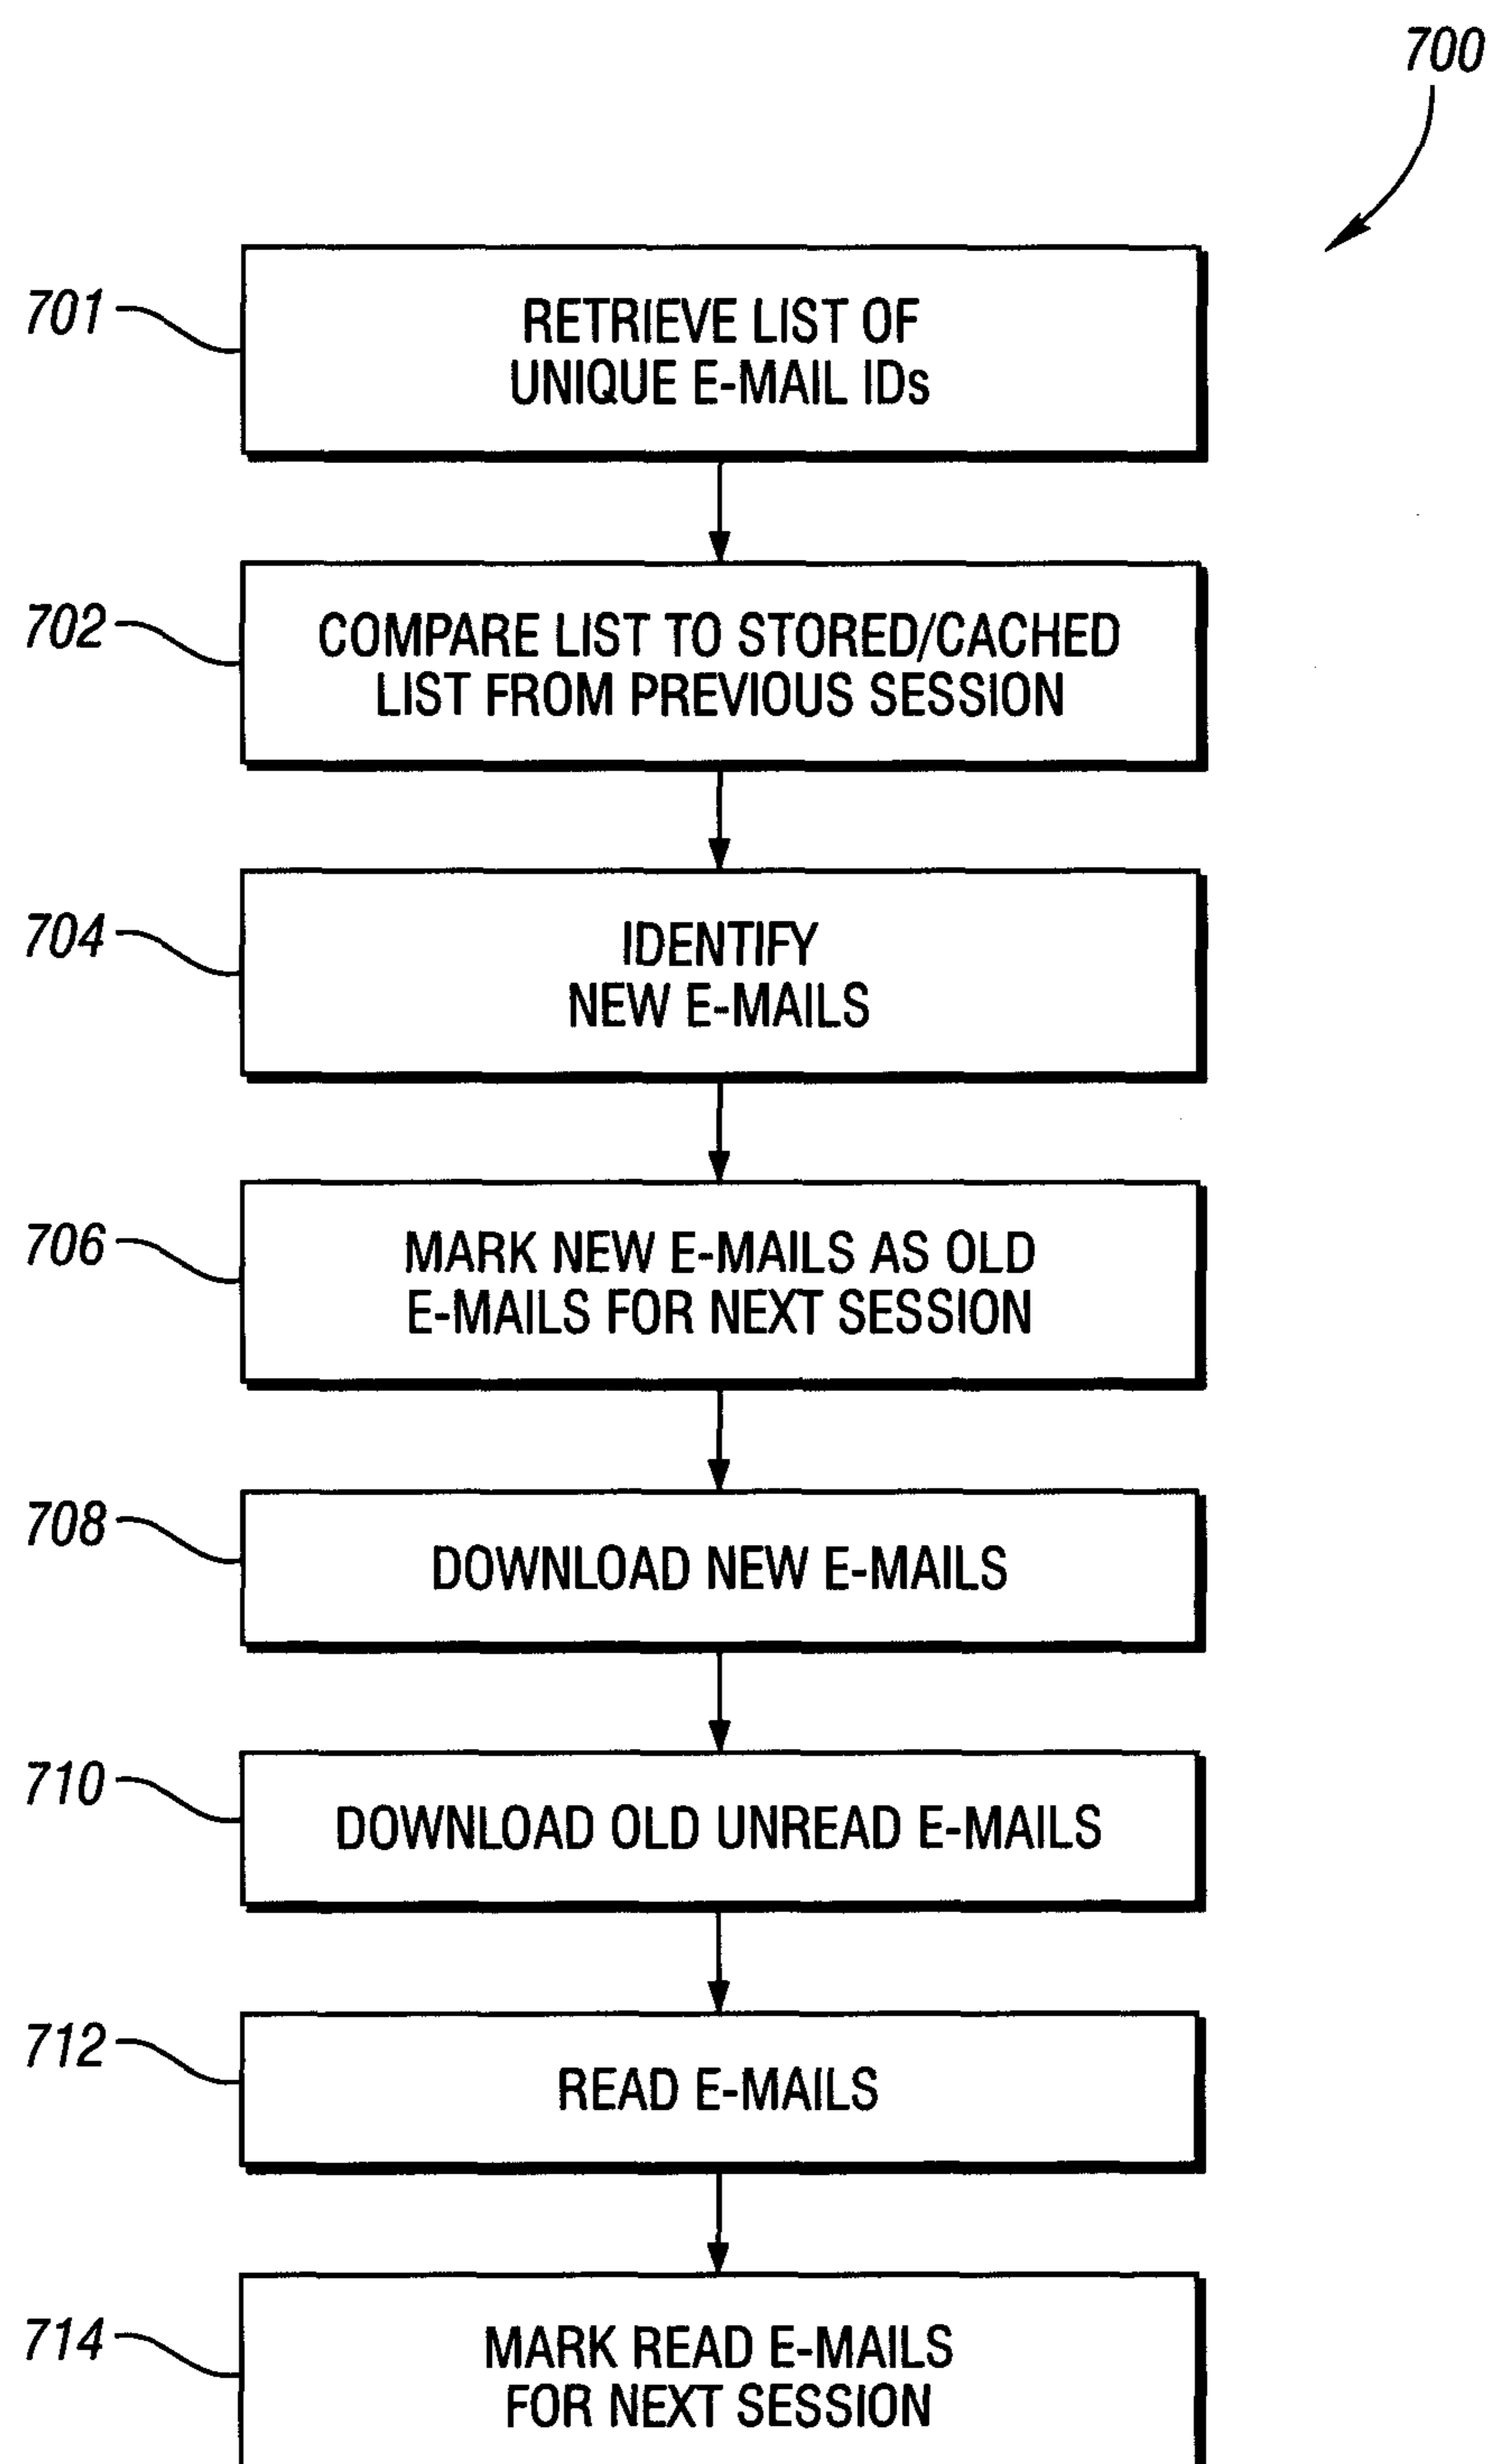 700
701
RETRIEVE LIST OF
UNIQUE E-MAIL IDs
702
COMPARE LIST TO STORED/CACHED
LIST FROM PREVIOUS SESSION
704
IDENTIFY
NEW E-MAILS
706
MARK NEW E-MAILS AS OLD
E-MAILS FOR NEXT SESSION
708
DOWNLOAD NEW E-MAILS
710
DOWNLOAD OLD UNREAD E-MAILS
712
READ E-MAILS
714
MARK READ E-MAILS
FOR NEXT SESSION